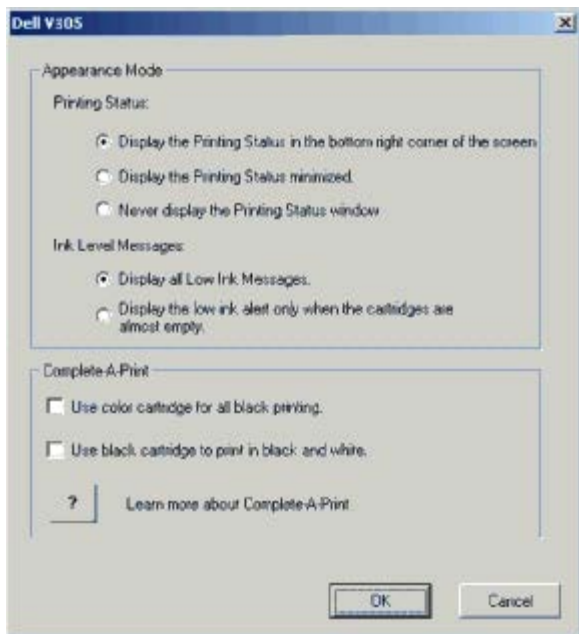 Dell V305
Appearance Mode
Printing Status:
Display the Printing Status in the bottom right corner of the screen
Display the Printing Status minimized.
Never display the Printing Status window
Ink Level Messages:
Display all Low Ink Messages.
Display the low ink alert only when the cartridges are
almost empty.
Complete-A-Print
Use color cartridge for all black printing.
Use black cartridge to print in black and white.
?
Learn more about Complete-A-Print
OK
Cancel